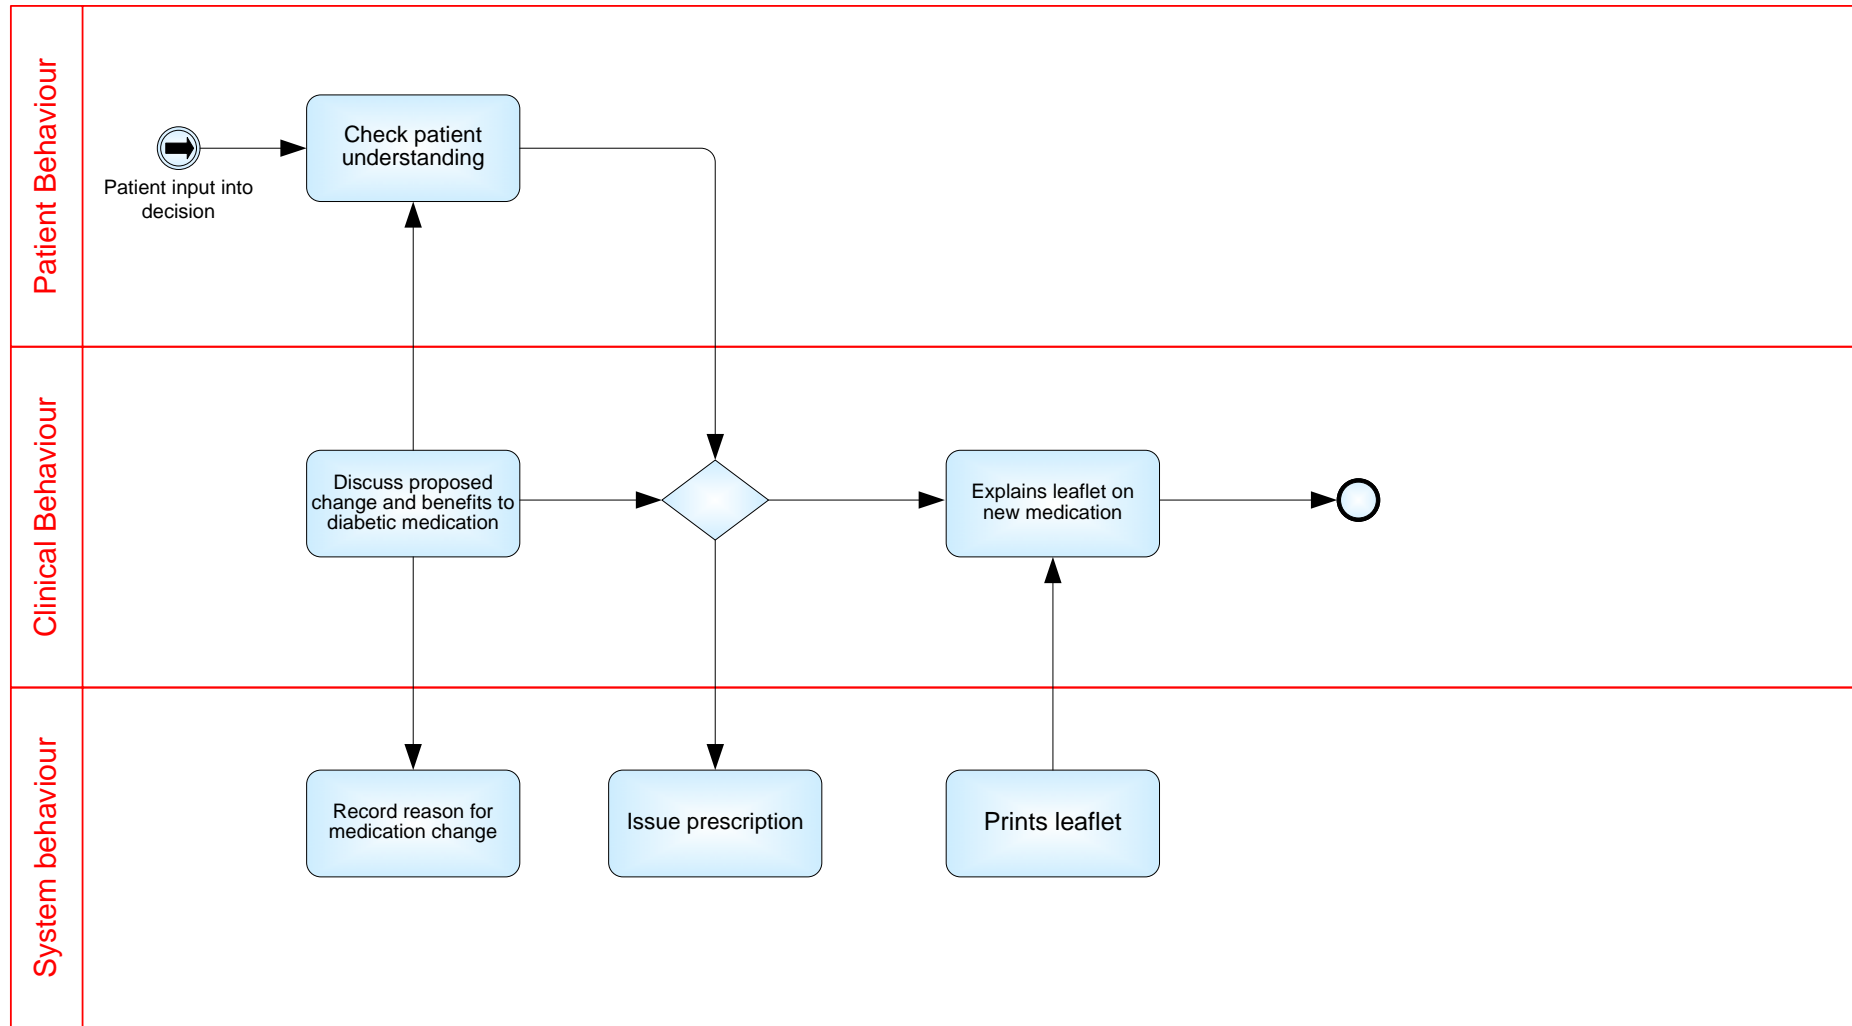 Patient Behaviour
Check patient
understanding
Patient input into
decision
Clinical Behaviour
Discuss proposed
change and benefits to
diabetic medication
Explains leaflet on
new medication
System behaviour
Record reason for
medication change
Issue prescription
Prints leaflet